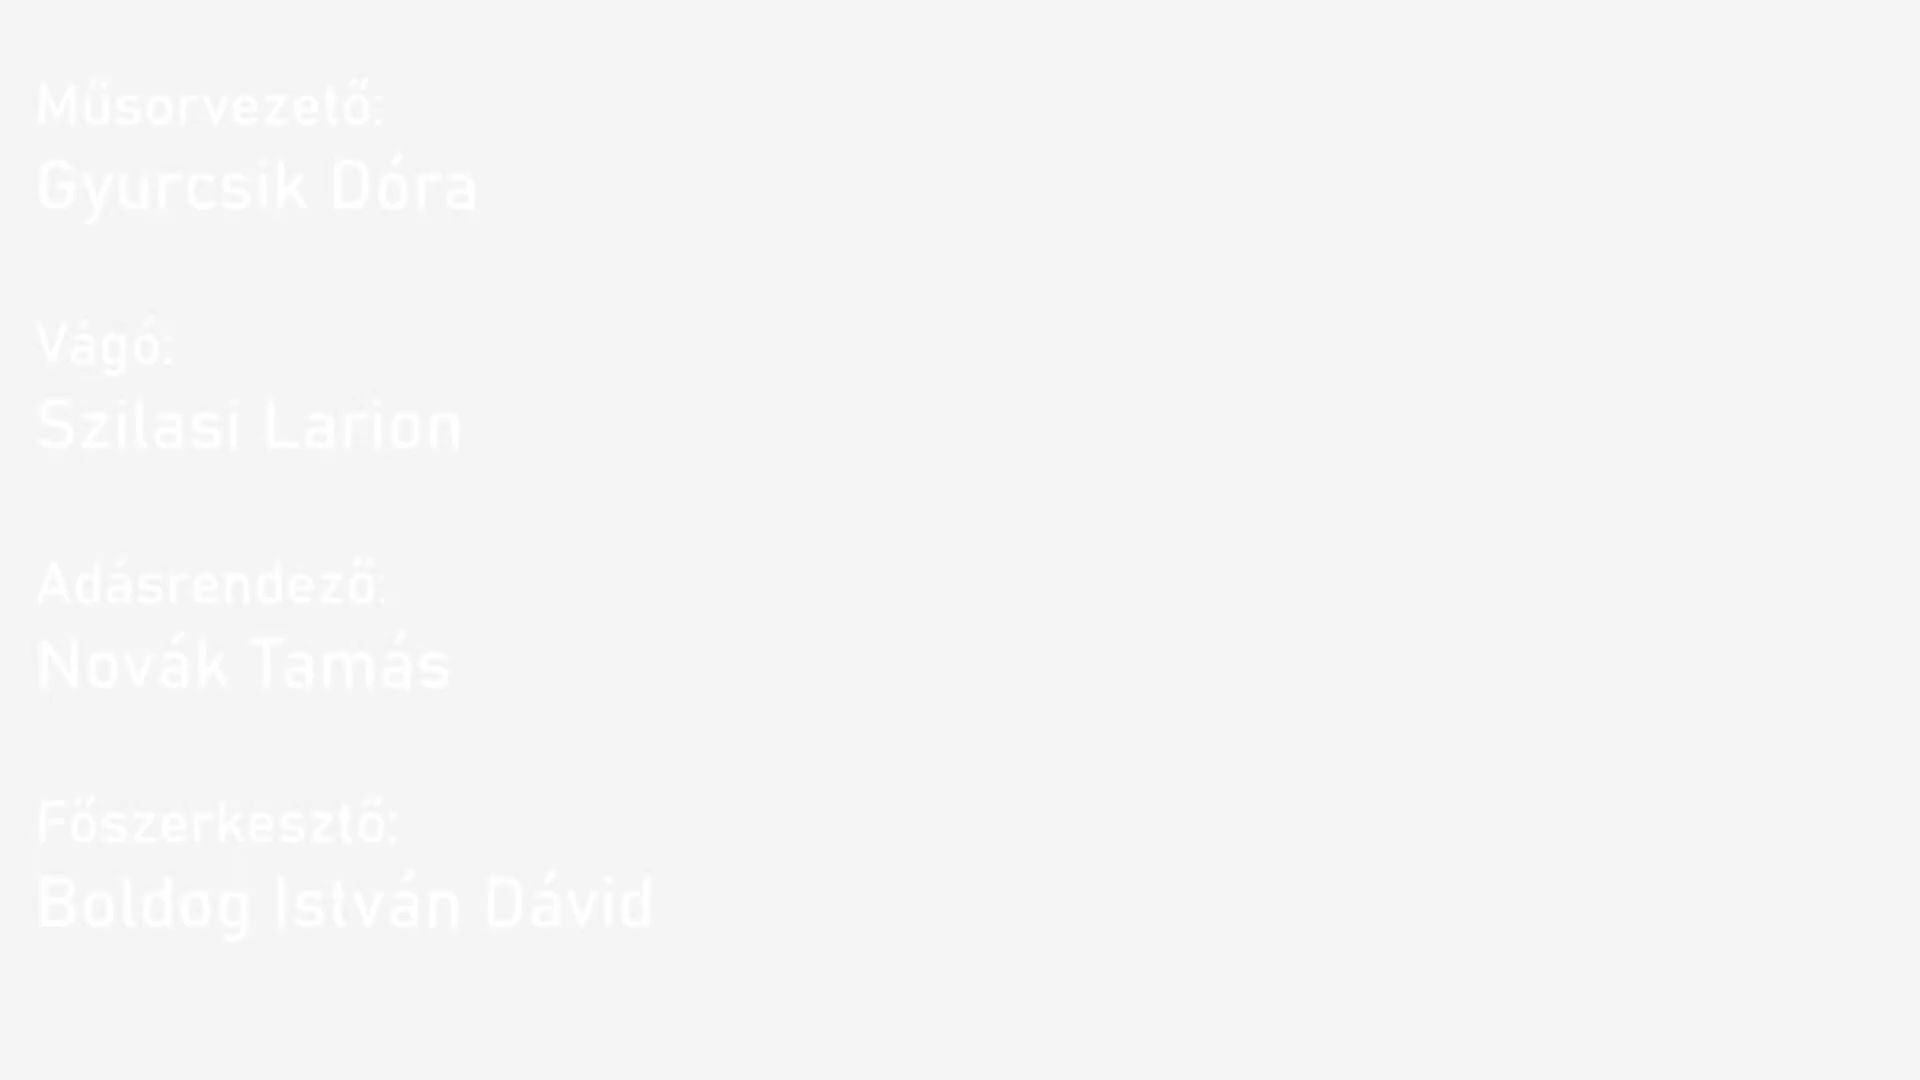 Műsorvezető:
Gyurcsik Dóra
Vágó:
Szilasi Larion
Adásrendező:
Novák Tamás
Főszerkesztő:
Boldog István Dávid